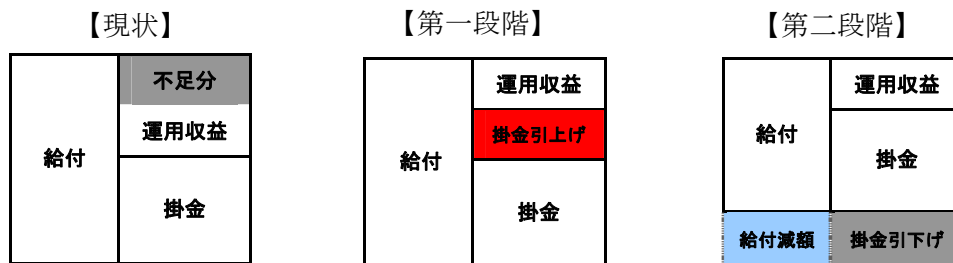 【現状】
不足分
運用収益
給付
掛金
【第一段階】
運用収益
掛金引上げ
給付
掛金
【第二段階】
運用収益
給付
掛金
給付減額
掛金引下げ